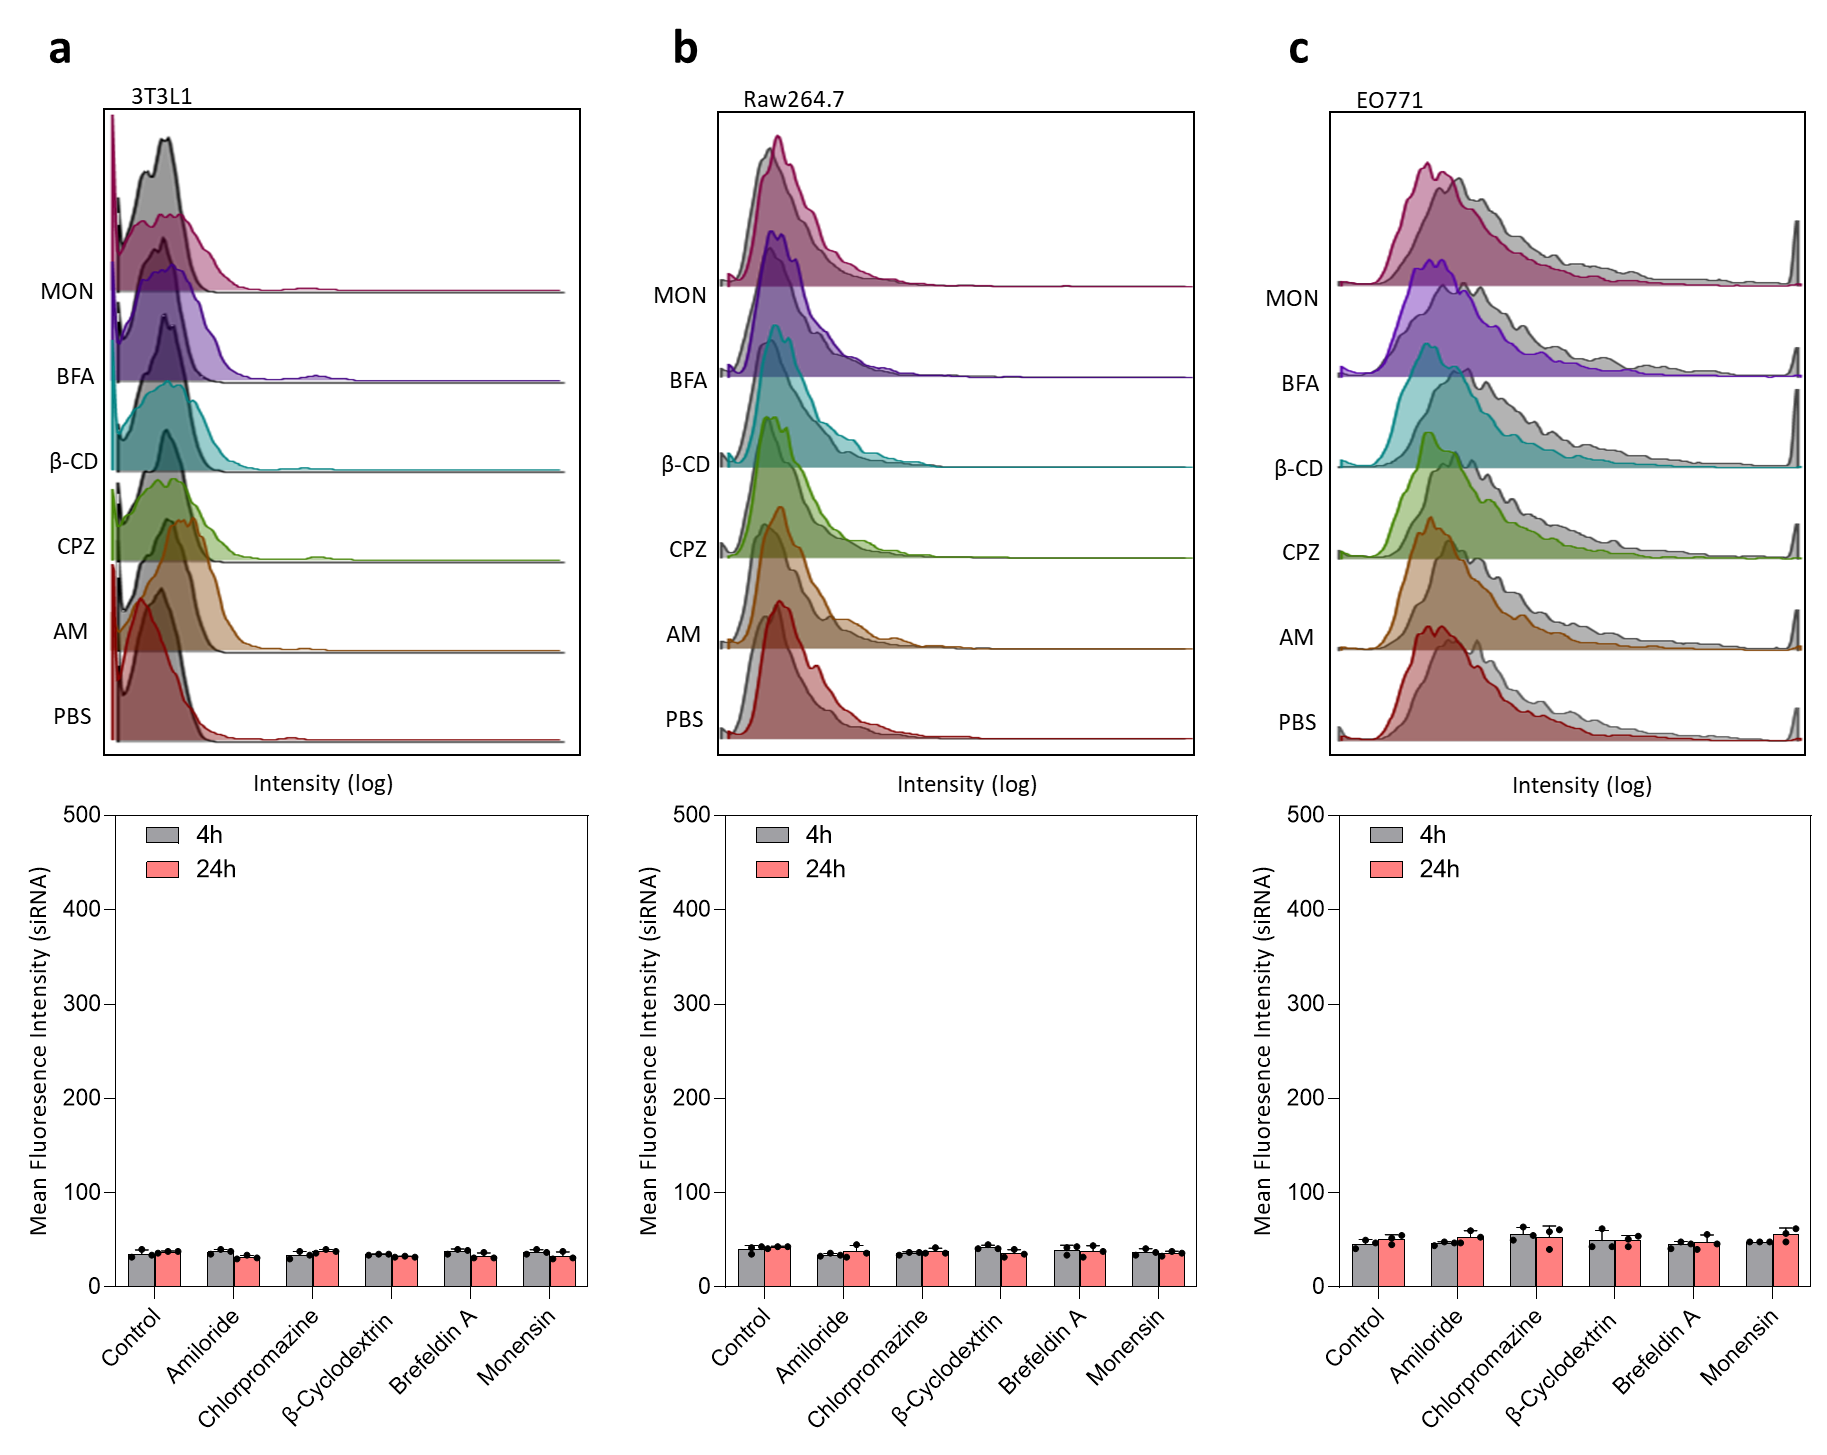 a
3T3L1
MON
BFA
β-CD
CPZ
AM
PBS
Intensity (log)
500
400
300
200
100
0
4h
24h
Mean Fluoresence Intensity (siRNA)
Control
Amiloride
Chlorpromazine
β-Cyclodextrin
Brefeldin A
Monensin
b
Raw264.7
MON
BFA
β-CD
CPZ
AM
PBS
Intensity (log)
500
400
300
200
100
0
4h
24h
Mean Fluoresence Intensity (siRNA)
Control
Amiloride
Chlorpromazine
β-Cyclodextrin
Brefeldin A
Monensin
c
EO771
MON
BFA
β-CD
CPZ
AM
PBS
Intensity (log)
500
400
300
200
100
0
4h
24h
Mean Fluoresence Intensity (siRNA)
Control
Amiloride
Chlorpromazine
β-Cyclodextrin
Brefeldin A
Monensin